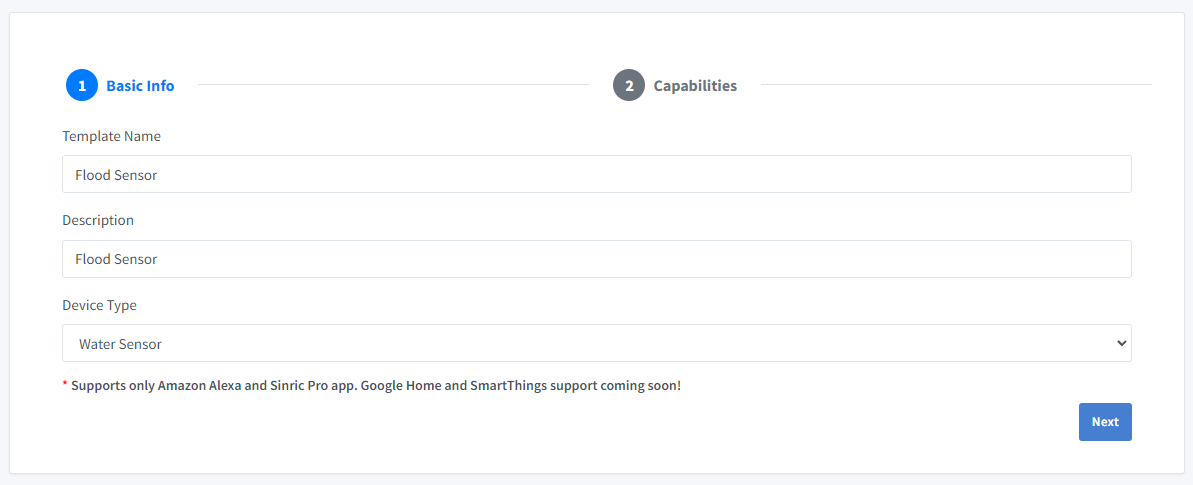 1 Basic Info
2 Capabilities
Template Name
Flood Sensor
Description
Flood Sensor
Device Type
Water Sensor
* Supports only Amazon Alexa and Sinric Pro app. Google Home and SmartThings support coming soon!
Next